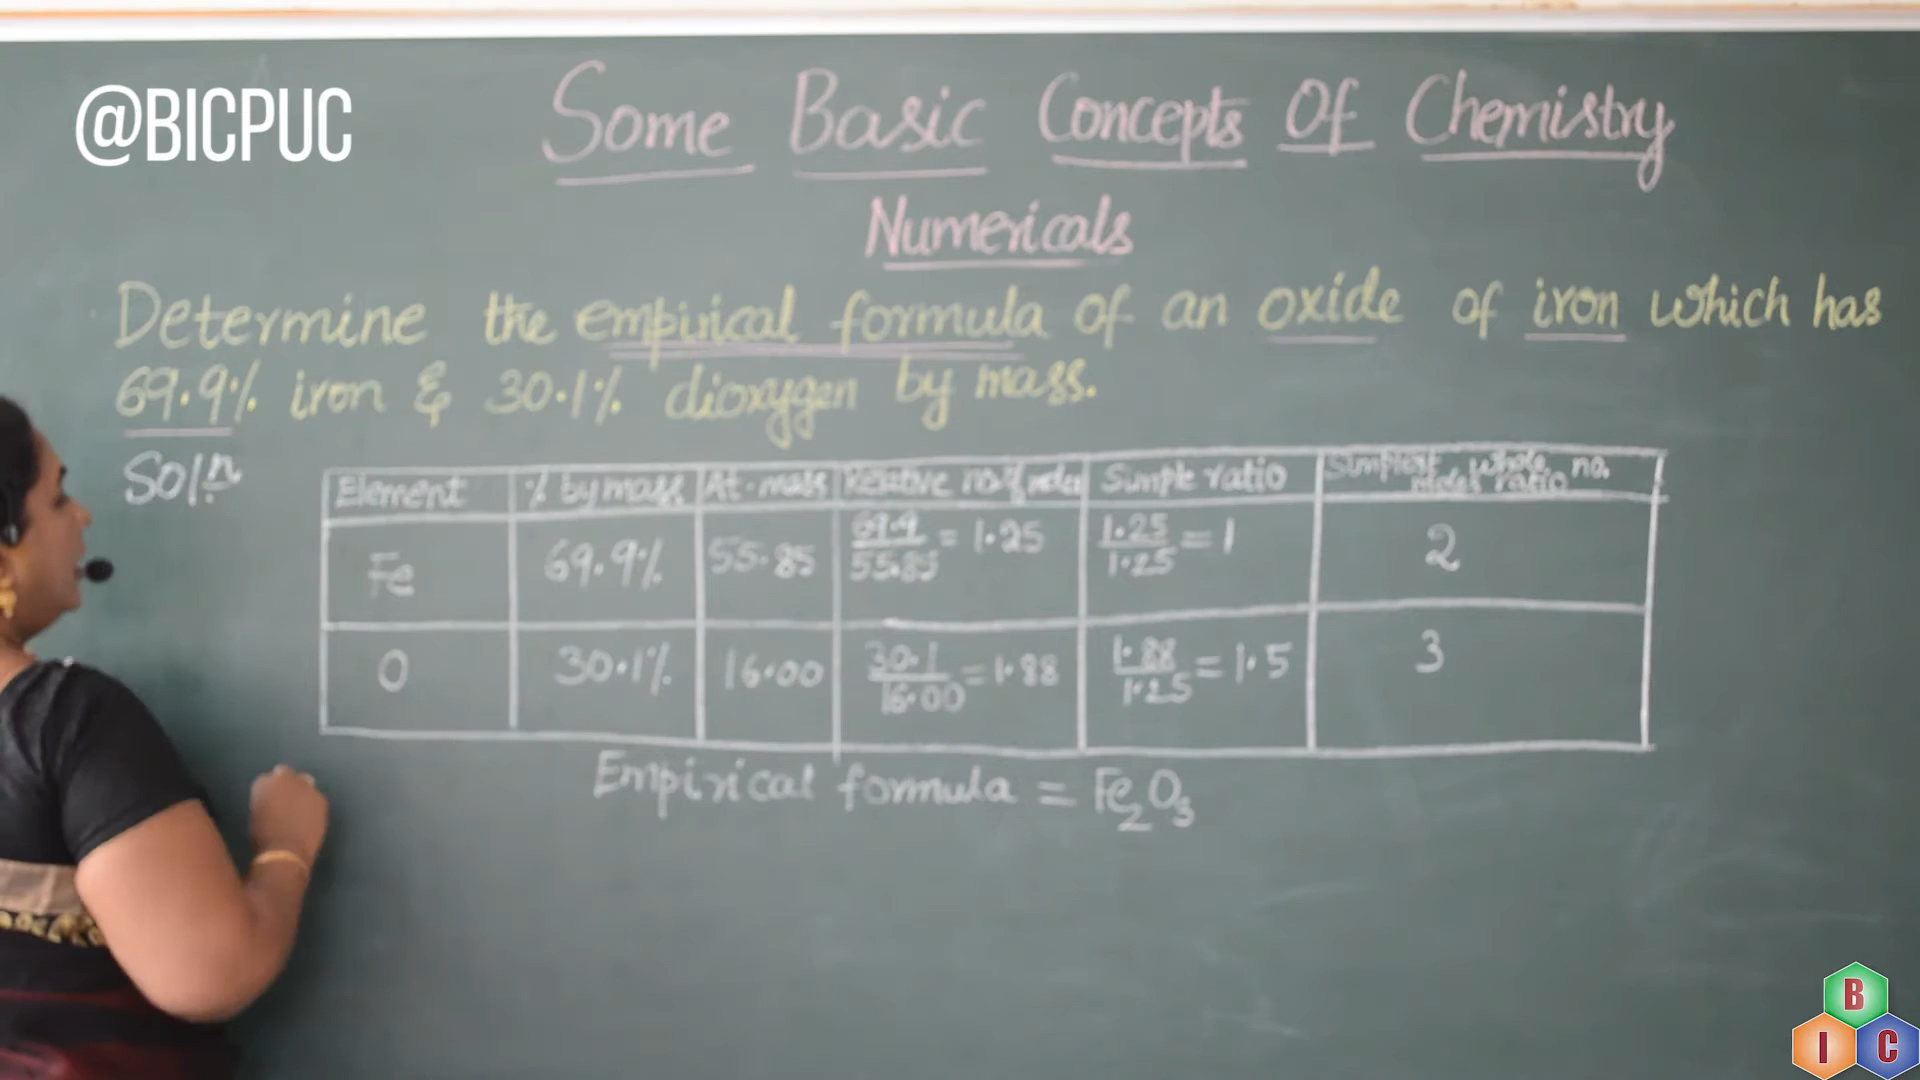 @BICPUC
Some Basic Concepts Of Chemistry
Numericals
Determine the empirical formula of an oxide of iron which has
69.9% iron & 30.1% dioxygen by mass.
Solⁿ
Element % by mass At. mass Relative no. of moles Simple ratio Simplest whole no. moles ratio
Fe 69.9% 55.85 69.9/55.85 = 1.25 1.25/1.25 = 1 2
O 30.1% 16.00 30.1/16.00 = 1.88 1.88/1.25 = 1.5 3
Empirical formula = Fe₂O₃
B
I C